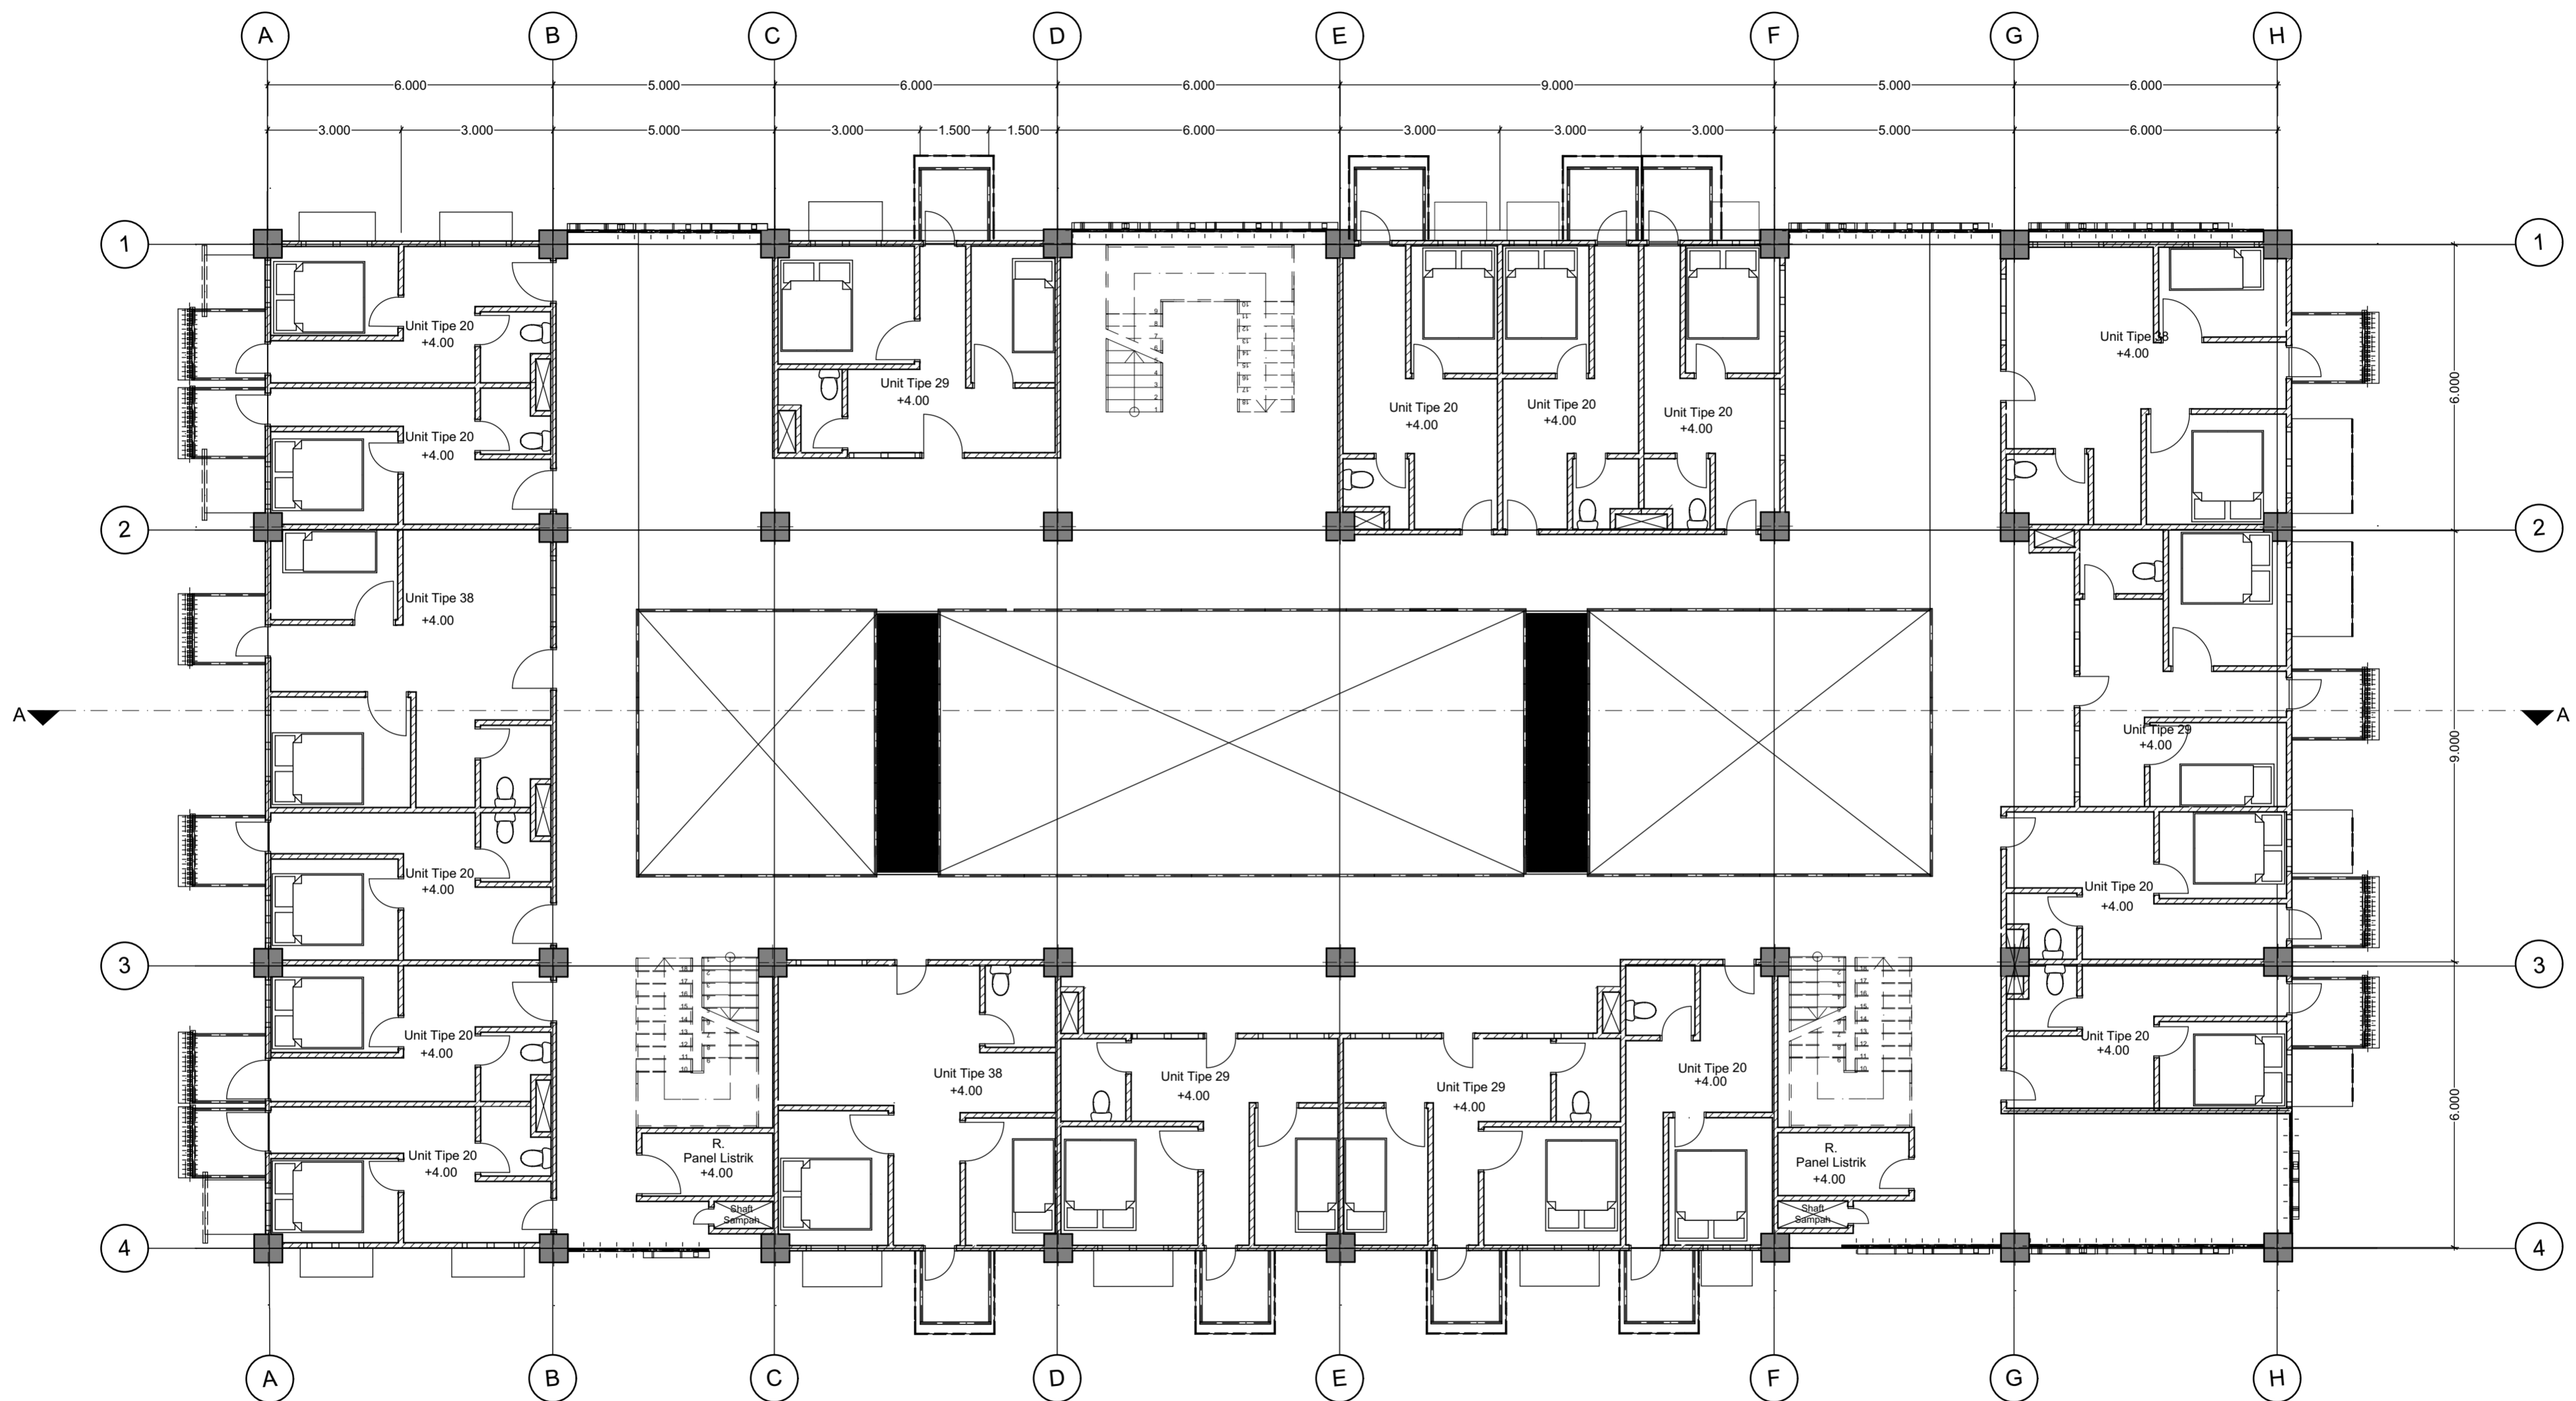 A B C D E F G H
6.000 5.000 6.000 6.000 9.000 5.000 6.000
3.000 3.000 5.000 3.000 1.500 1.500 6.000 3.000 3.000 3.000 5.000 6.000
1 1
Unit Tipe 20
+4.00
Unit Tipe 29
+4.00
Unit Tipe 20
+4.00
Unit Tipe 20
+4.00
Unit Tipe 20
+4.00
Unit Tipe 38
+4.00
6.000
Unit Tipe 20
+4.00
2 2
Unit Tipe 38
+4.00
A A
Unit Tipe 29
+4.00
9.000
Unit Tipe 20
+4.00
Unit Tipe 20
+4.00
3 3
Unit Tipe 20
+4.00
Unit Tipe 38
+4.00
Unit Tipe 29
+4.00
Unit Tipe 29
+4.00
Unit Tipe 20
+4.00
Unit Tipe 20
+4.00
6.000
Unit Tipe 20
+4.00
R.
Panel Listrik
+4.00
R.
Panel Listrik
+4.00
Shaft
Sampah
Shaft
Sampah
4 4
A B C D E F G H